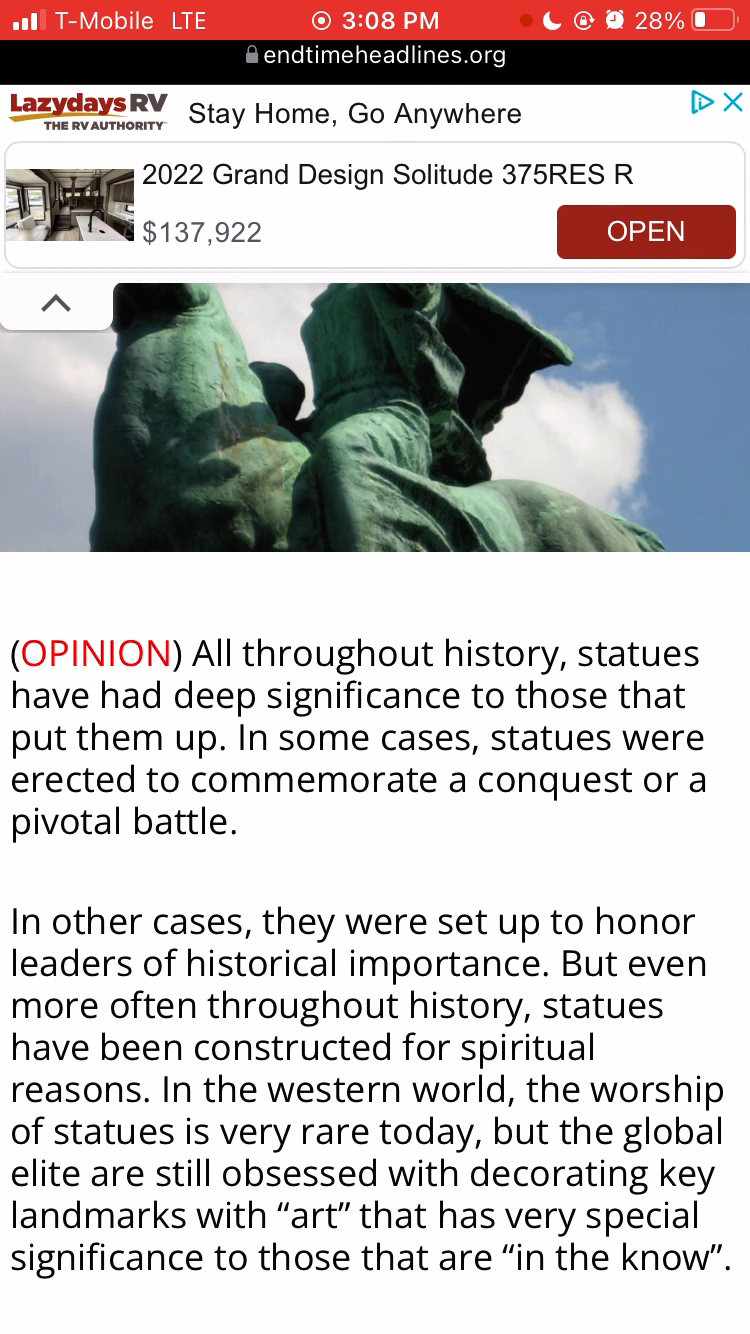 T-Mobile LTE 3:08 PM 28%
endtimeheadlines.org
Lazydays RV
THE RV AUTHORITY
Stay Home, Go Anywhere
2022 Grand Design Solitude 375RES R
$137,922
OPEN
(OPINION) All throughout history, statues
have had deep significance to those that
put them up. In some cases, statues were
erected to commemorate a conquest or a
pivotal battle.
In other cases, they were set up to honor
leaders of historical importance. But even
more often throughout history, statues
have been constructed for spiritual
reasons. In the western world, the worship
of statues is very rare today, but the global
elite are still obsessed with decorating key
landmarks with “art” that has very special
significance to those that are “in the know”.